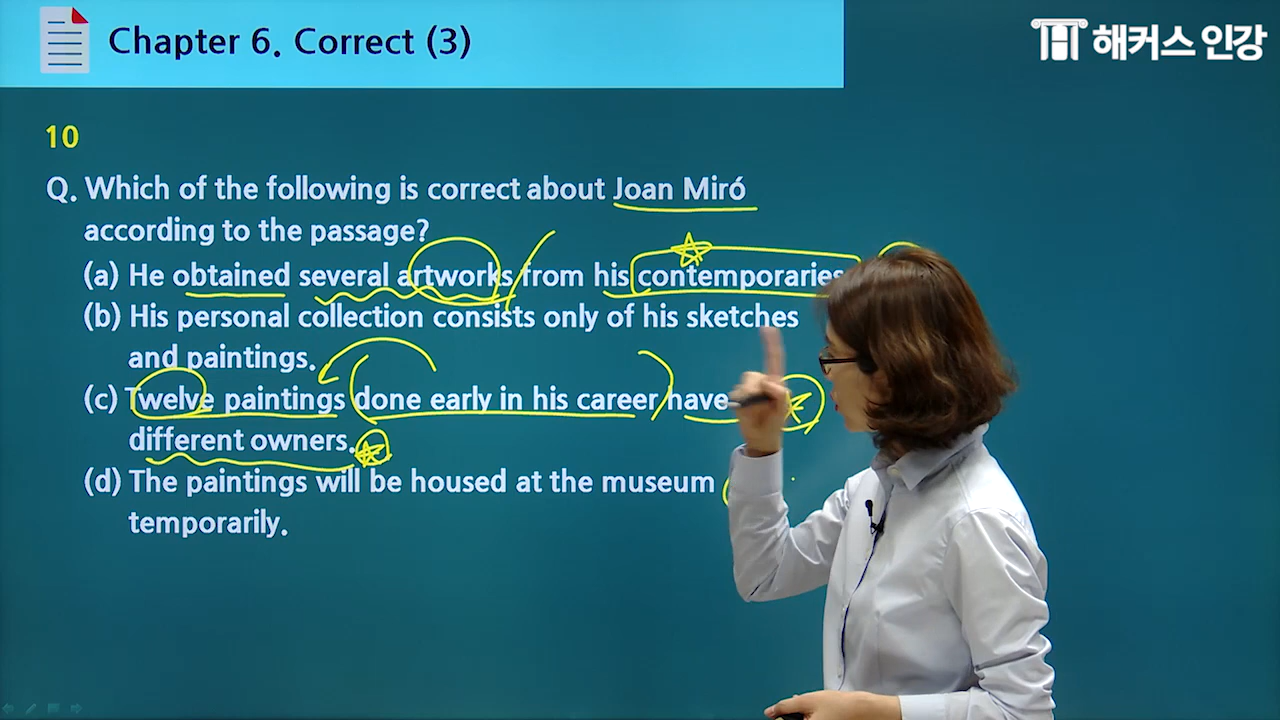 Chapter 6. Correct (3)
해커스 인강
10
Q. Which of the following is correct about Joan Miró
according to the passage?
(a) He obtained several artworks from his contemporaries
(b) His personal collection consists only of his sketches
and paintings.
(c) Twelve paintings done early in his career have
different owners.
(d) The paintings will be housed at the museum
temporarily.